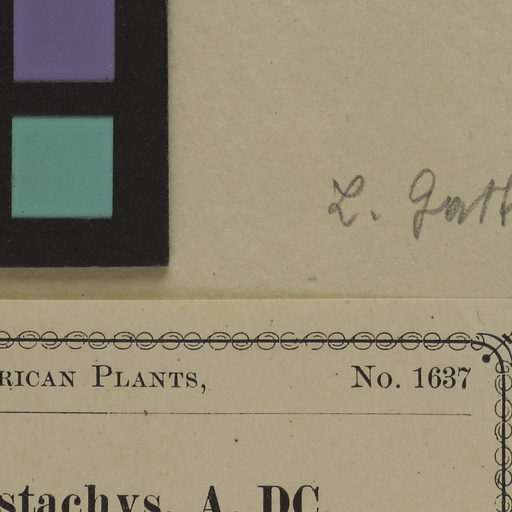 L. Gatt
RICAN PLANTS,
No. 1637
stachys, A. DC.